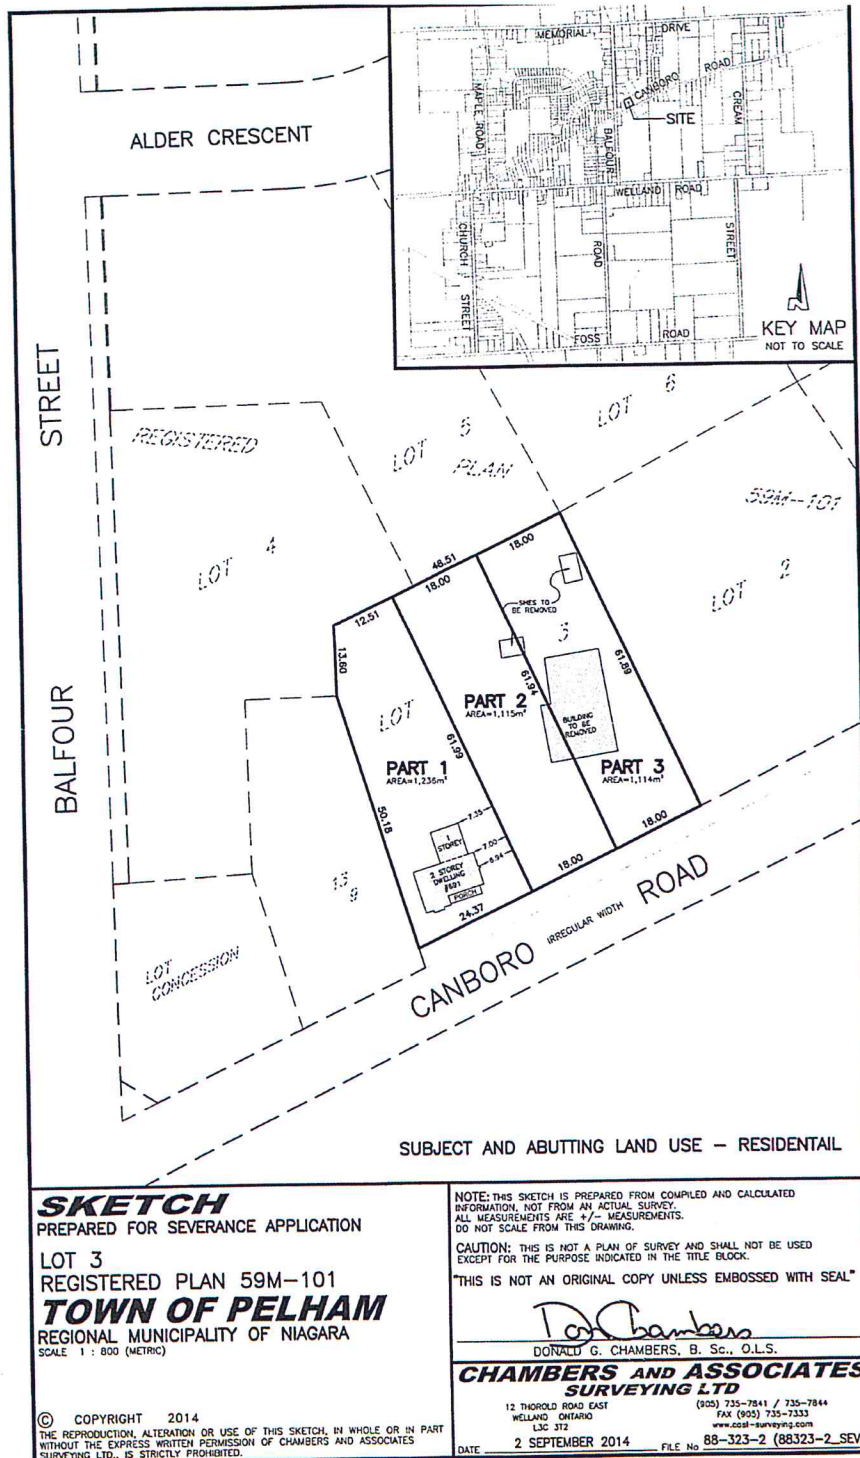 MEMORIAL DRIVE
MAPLE ROAD
CANBORO ROAD
SITE
CREAM
BALFOUR
WELLAND ROAD
CHURCH STREET
ROAD
STREET
FOSS ROAD
KEY MAP
NOT TO SCALE
ALDER CRESCENT
STREET
BALFOUR
REGISTERED
PLAN
59M-101
LOT 5
LOT 6
LOT 4
LOT 2
48.51
18.00
18.00
12.51
13.60
SHES TO
BE REMOVED
3
LOT
61.89
61.94
61.99
50.18
PART 2
AREA=1,115m²
BUILDING
TO BE
REMOVED
PART 1
AREA=1,236m²
PART 3
AREA=1,114m²
1
STOREY
7.35
7.00
6.94
2 STOREY
DWELLING
#691
PORCH
24.37
18.00
18.00
13
9
LOT
CONCESSION
CANBORO IRREGULAR WIDTH ROAD
SUBJECT AND ABUTTING LAND USE – RESIDENTAIL
SKETCH
PREPARED FOR SEVERANCE APPLICATION
LOT 3
REGISTERED PLAN 59M–101
TOWN OF PELHAM
REGIONAL MUNICIPALITY OF NIAGARA
SCALE 1 : 800 (METRIC)
© COPYRIGHT 2014
THE REPRODUCTION, ALTERATION OR USE OF THIS SKETCH, IN WHOLE OR IN PART
WITHOUT THE EXPRESS WRITTEN PERMISSION OF CHAMBERS AND ASSOCIATES
SURVEYING LTD., IS STRICTLY PROHIBITED.
NOTE: THIS SKETCH IS PREPARED FROM COMPILED AND CALCULATED
INFORMATION, NOT FROM AN ACTUAL SURVEY.
ALL MEASUREMENTS ARE +/– MEASUREMENTS.
DO NOT SCALE FROM THIS DRAWING.
CAUTION: THIS IS NOT A PLAN OF SURVEY AND SHALL NOT BE USED
EXCEPT FOR THE PURPOSE INDICATED IN THE TITLE BLOCK.
"THIS IS NOT AN ORIGINAL COPY UNLESS EMBOSSED WITH SEAL"
Don Chambers
DONALD G. CHAMBERS, B. Sc., O.L.S.
CHAMBERS AND ASSOCIATES
SURVEYING LTD
12 THOROLD ROAD EAST
WELLAND ONTARIO
L3C 3T2
(905) 735-7841 / 735-7844
FAX (905) 735-7333
www.casl-surveying.com
DATE 2 SEPTEMBER 2014 FILE No 88-323-2 (88323-2_SEV